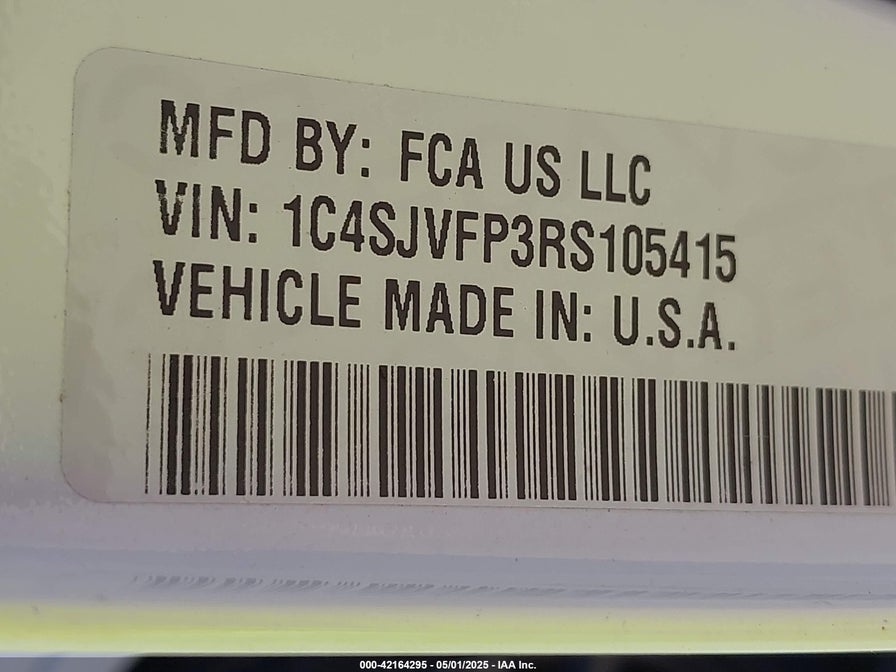 MFD BY: FCA US LLC
VIN: 1C4SJVFP3RS105415
VEHICLE MADE IN: U.S.A.
000-42164295 - 05/01/2025 - IAA Inc.